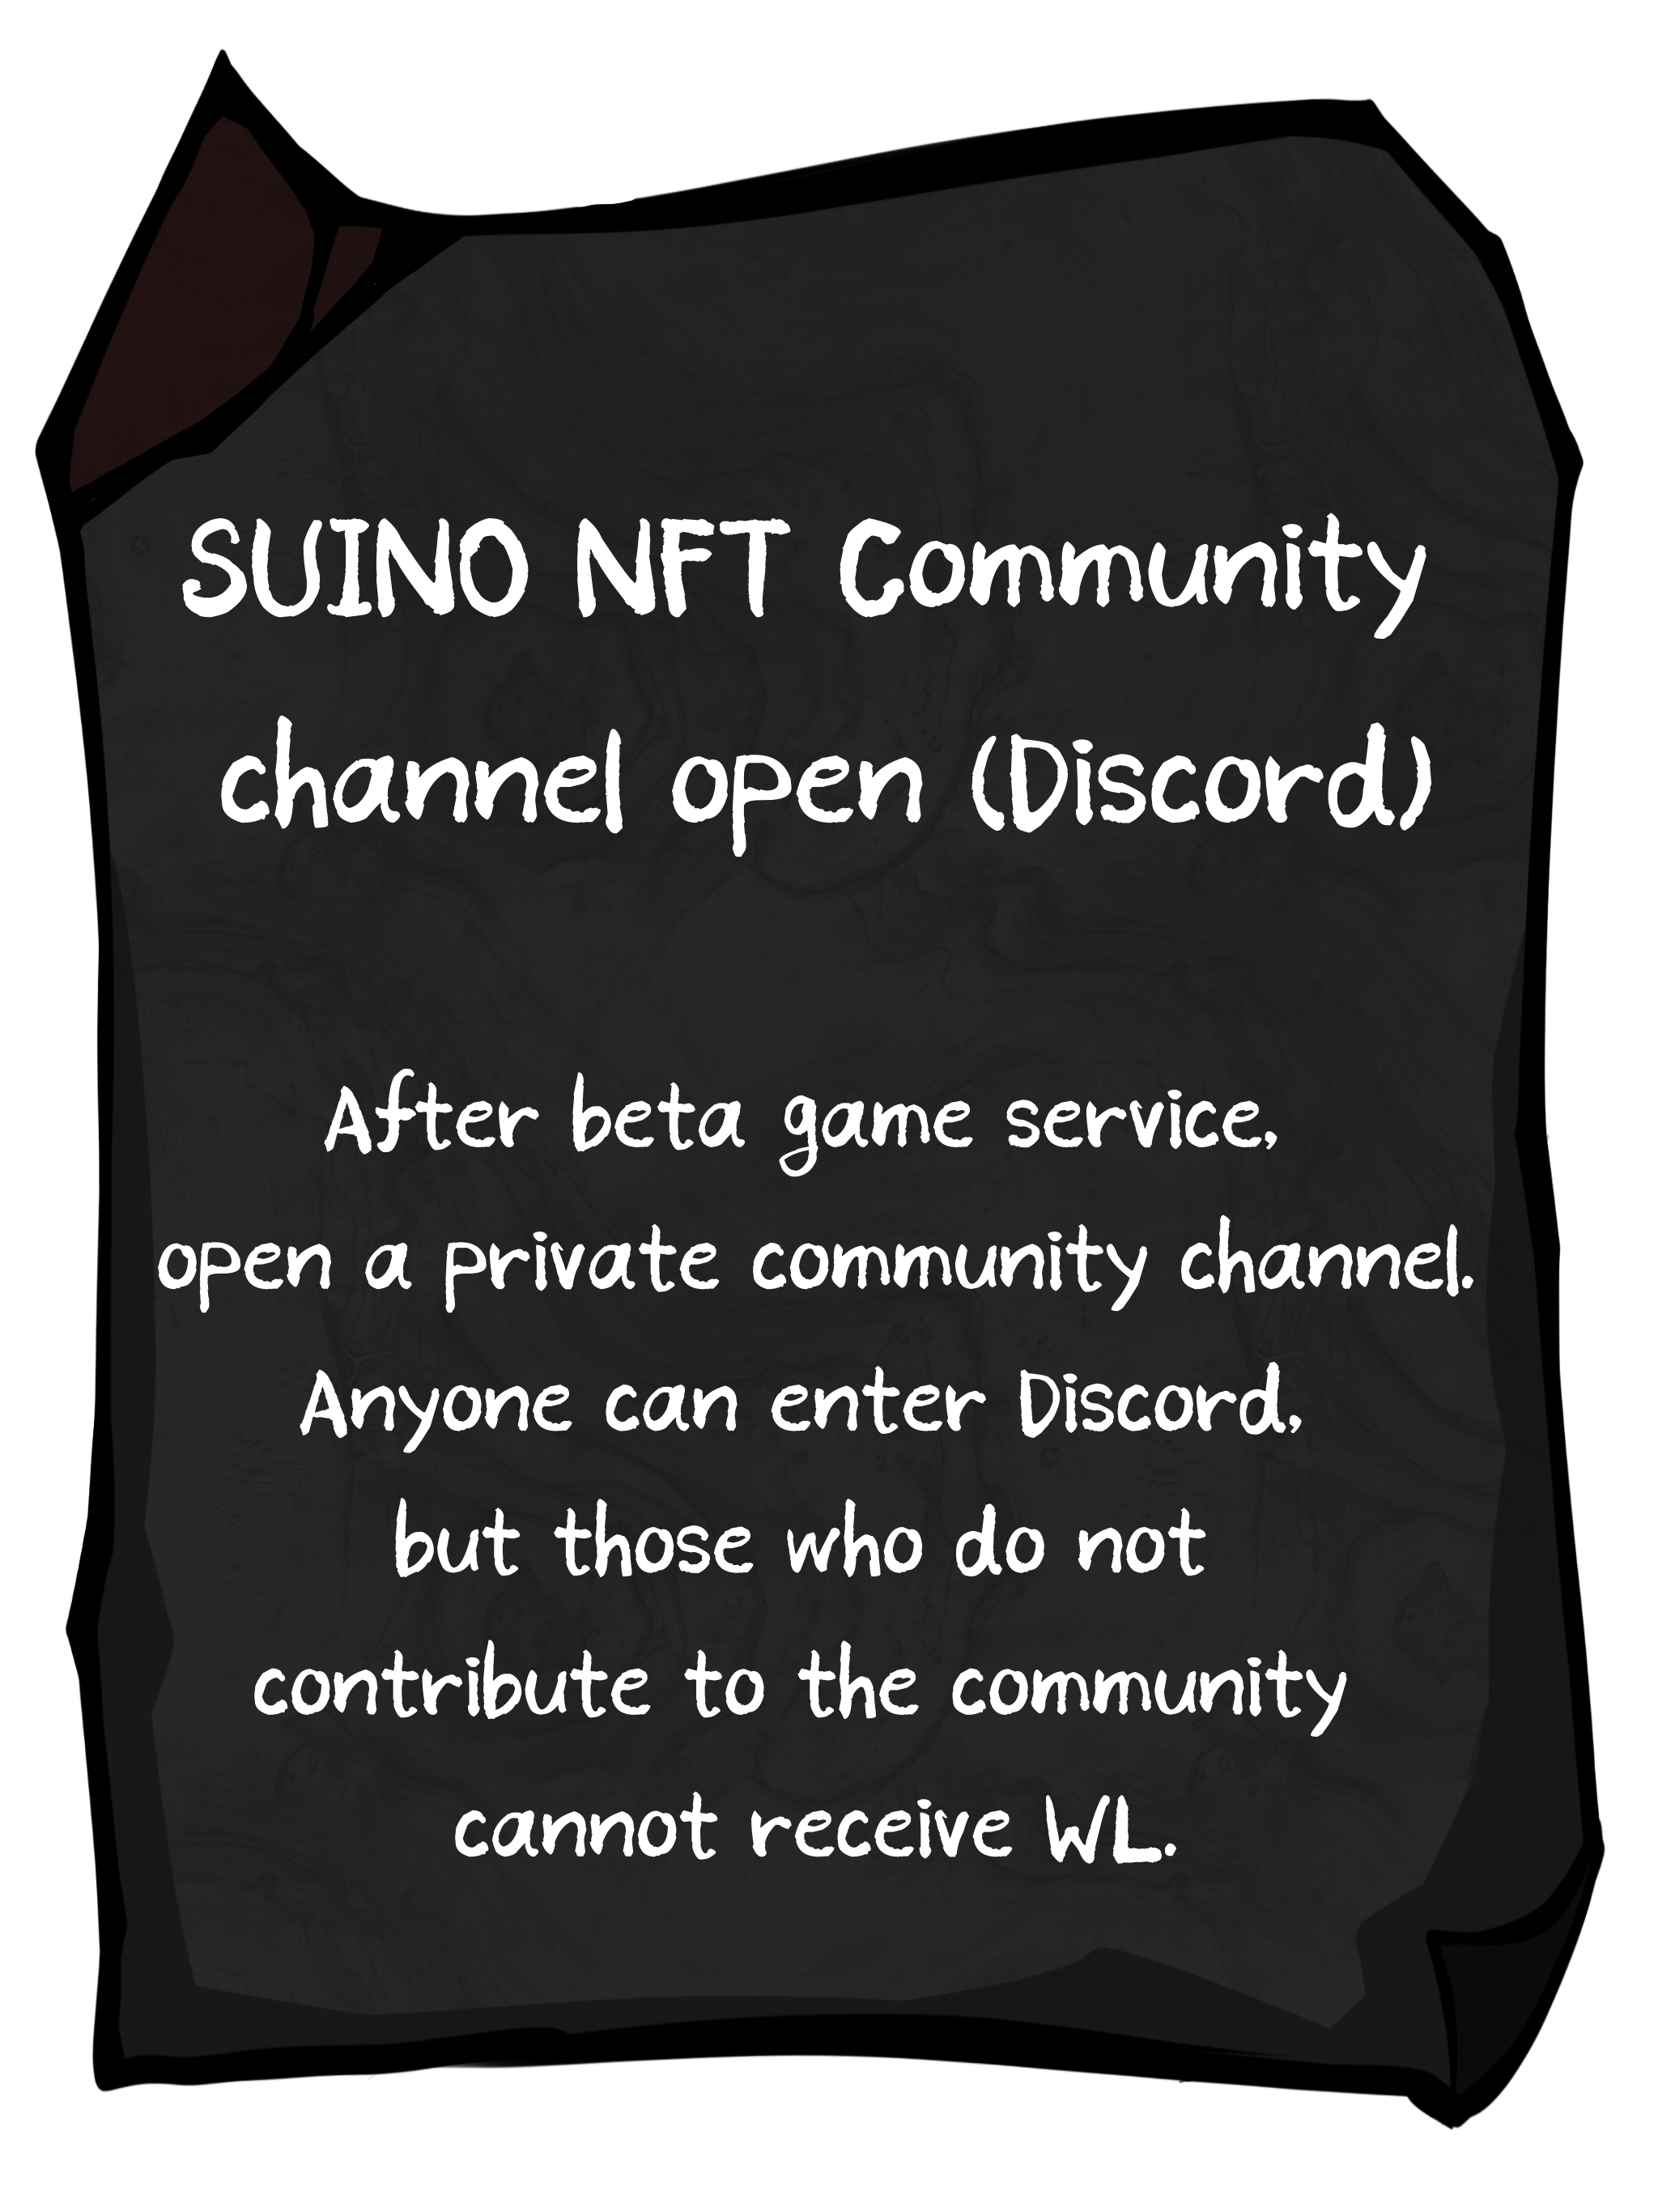 SUINO NFT Community
channel open (Discord)
After beta game service,
open a private community channel.
Anyone can enter Discord,
but those who do not
contribute to the community
cannot receive WL.